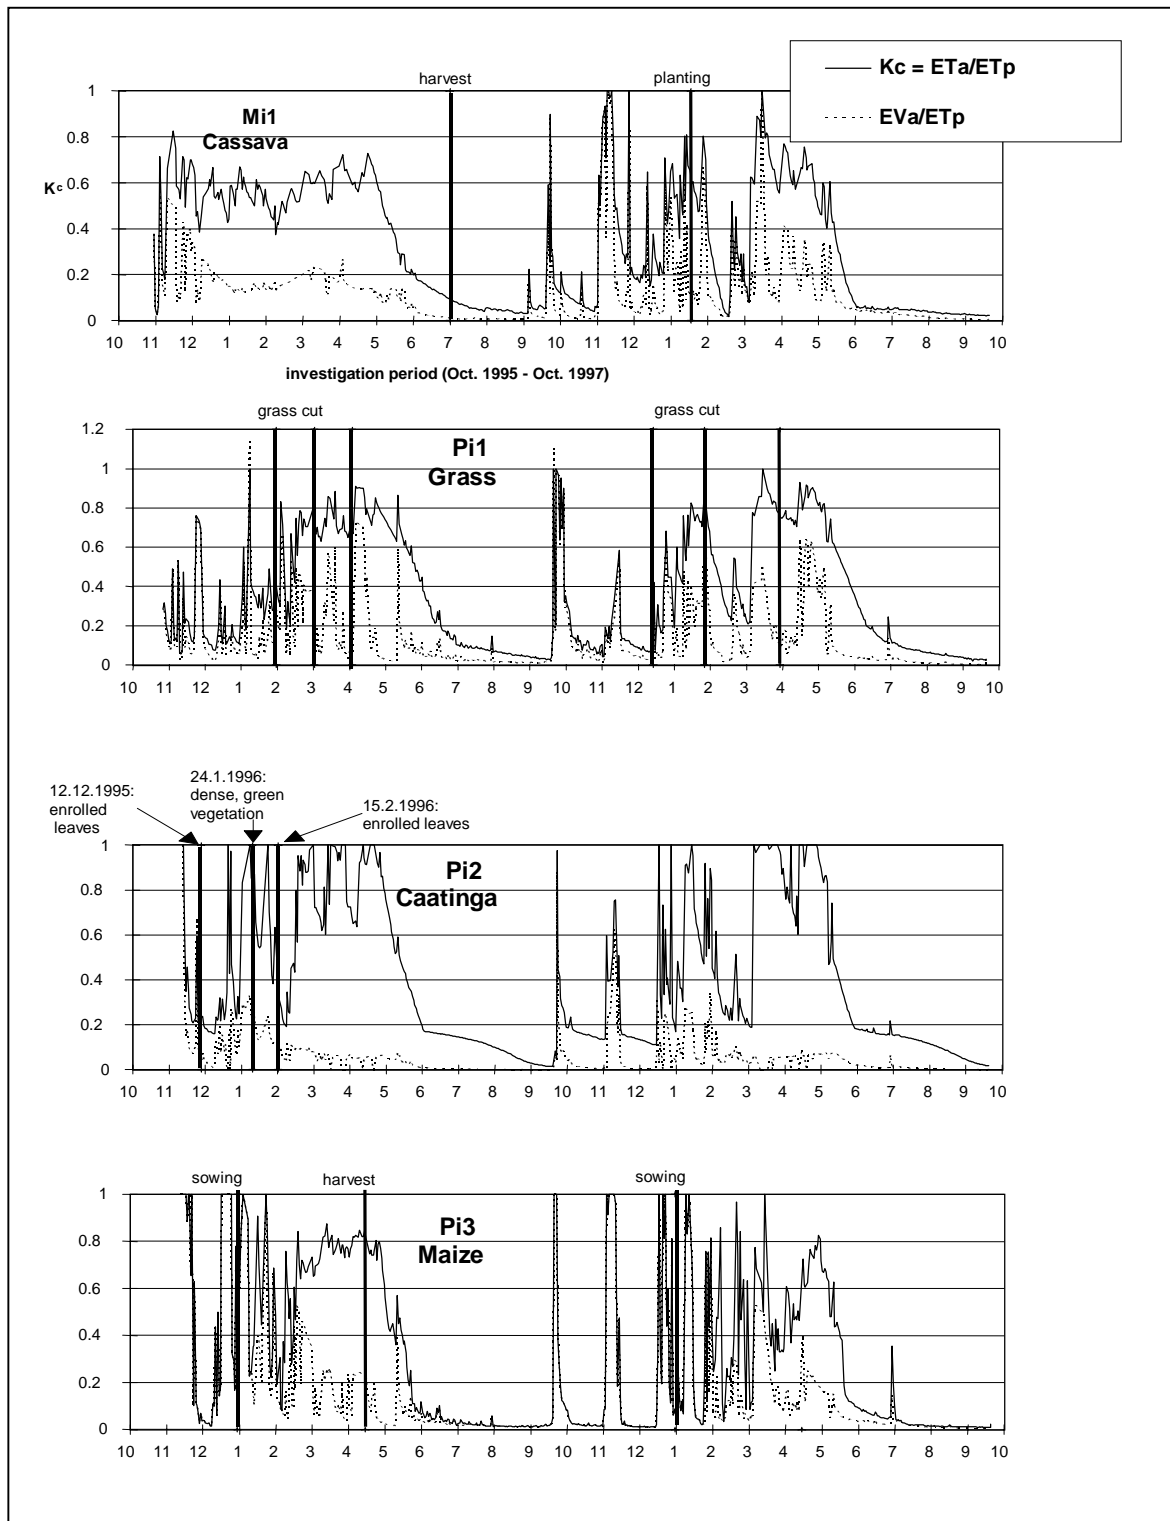 Kc = ETa/ETp
EVa/ETp
harvest
planting
Mi1
Cassava
Kc
1
0.8
0.6
0.4
0.2
0
10 11 12 1 2 3 4 5 6 7 8 9 10 11 12 1 2 3 4 5 6 7 8 9 10
investigation period (Oct. 1995 - Oct. 1997)
grass cut
grass cut
Pi1
Grass
1.2
1
0.8
0.6
0.4
0.2
0
10 11 12 1 2 3 4 5 6 7 8 9 10 11 12 1 2 3 4 5 6 7 8 9 10
12.12.1995:
enrolled
leaves
24.1.1996:
dense, green
vegetation
15.2.1996:
enrolled leaves
Pi2
Caatinga
1
0.8
0.6
0.4
0.2
0
10 11 12 1 2 3 4 5 6 7 8 9 10 11 12 1 2 3 4 5 6 7 8 9 10
sowing
harvest
sowing
Pi3
Maize
1
0.8
0.6
0.4
0.2
0
10 11 12 1 2 3 4 5 6 7 8 9 10 11 12 1 2 3 4 5 6 7 8 9 10